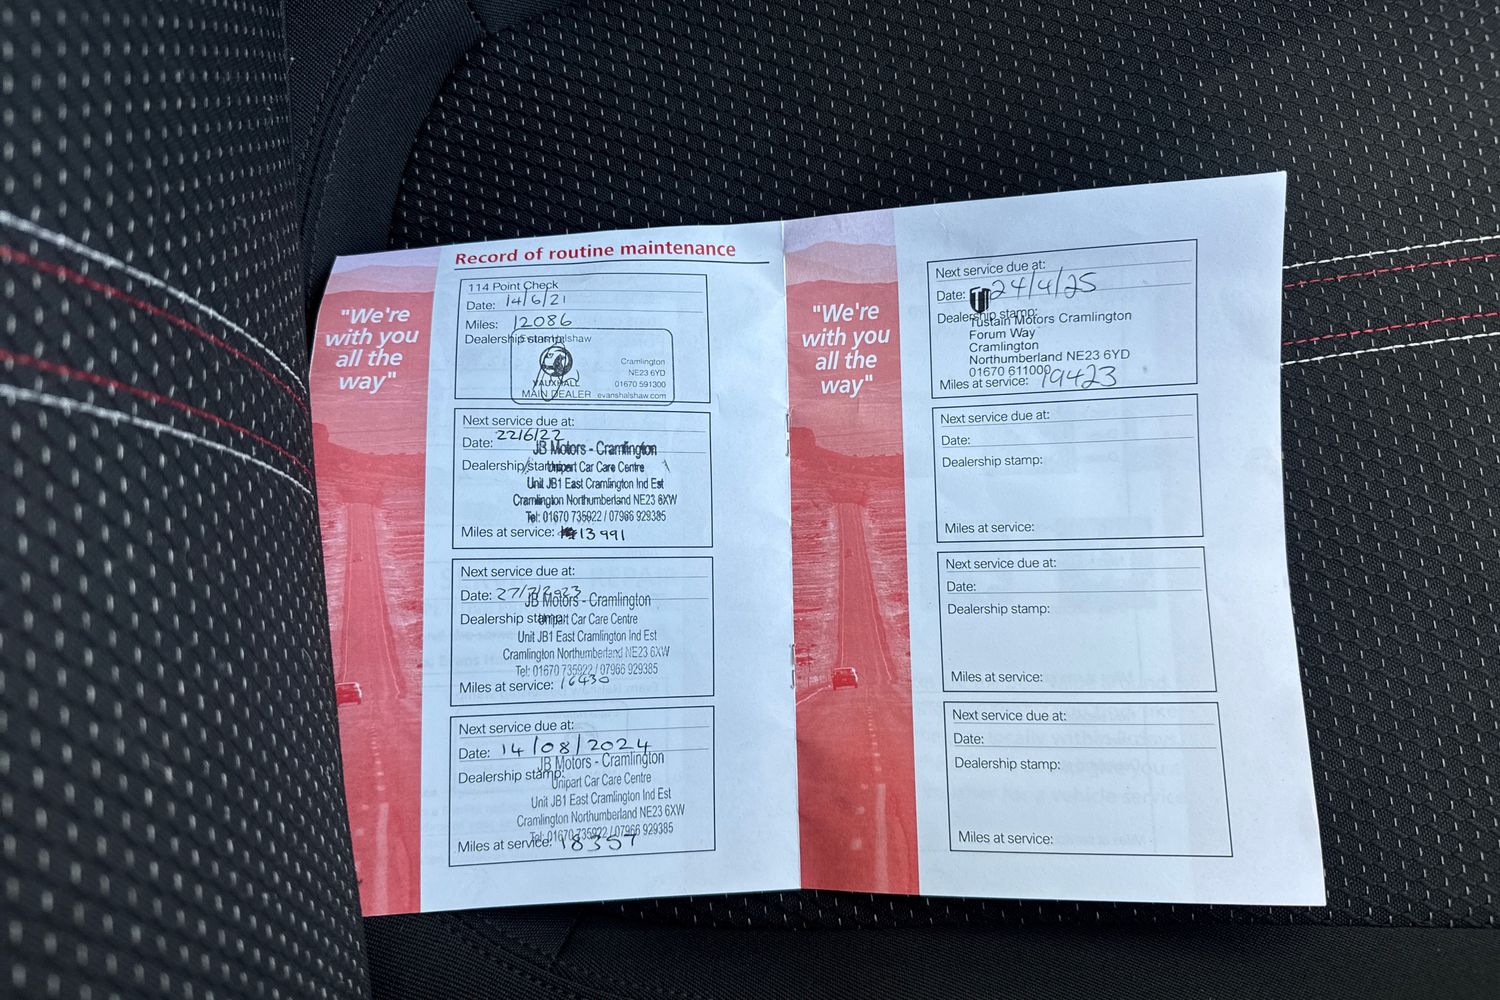 Record of routine maintenance
"We're
with you
all the
way"
114 Point Check
Date: 14/6/21
Miles: 12086
Dealership stamp:
Evans Halshaw
Cramlington
NE23 6YD
VAUXHALL 01670 591300
MAIN DEALER evanshalshaw.com
Next service due at:
Date: 22/6/22
JB Motors - Cramlington
Dealership stamp:
Unipart Car Care Centre
Unit JB1 East Cramlington Ind Est
Cramlington Northumberland NE23 6XW
Tel: 01670 735922 / 07966 929385
Miles at service: 13991
Next service due at:
Date: 27/7/2023
JB Motors - Cramlington
Dealership stamp:
Unipart Car Care Centre
Unit JB1 East Cramlington Ind Est
Cramlington Northumberland NE23 6XW
Tel: 01670 735922 / 07966 929385
Miles at service: 16430
Next service due at:
Date: 14/08/2024
JB Motors - Cramlington
Dealership stamp:
Unipart Car Care Centre
Unit JB1 East Cramlington Ind Est
Cramlington Northumberland NE23 6XW
Tel: 01670 735922 / 07966 929385
Miles at service: 18357
"We're
with you
all the
way"
Next service due at:
Date: 24/4/25
Dealership stamp:
Tustain Motors Cramlington
Forum Way
Cramlington
Northumberland NE23 6YD
01670 611000
Miles at service: 19423
Next service due at:
Date:
Dealership stamp:
Miles at service:
Next service due at:
Date:
Dealership stamp:
Miles at service:
Next service due at:
Date:
Dealership stamp:
Miles at service: